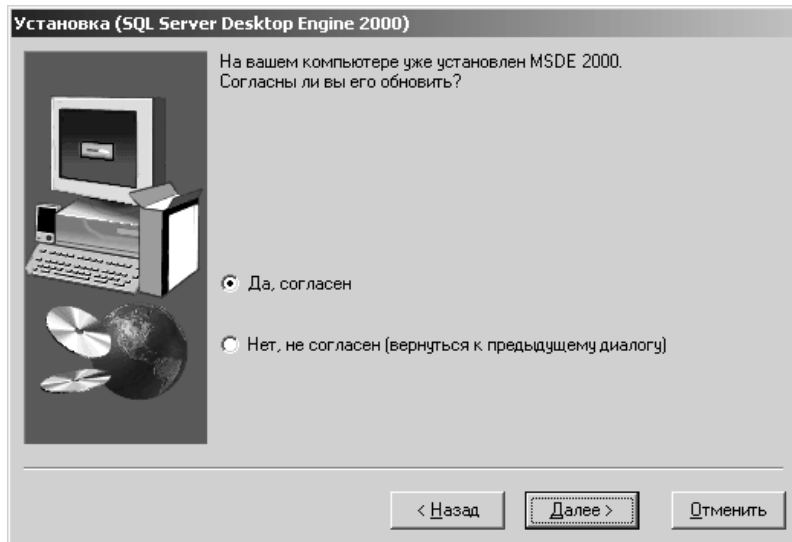 Установка (SQL Server Desktop Engine 2000)
На вашем компьютере уже установлен MSDE 2000.
Согласны ли вы его обновить?
Да, согласен
Нет, не согласен (вернуться к предыдущему диалогу)
< Назад
Далее >
Отменить